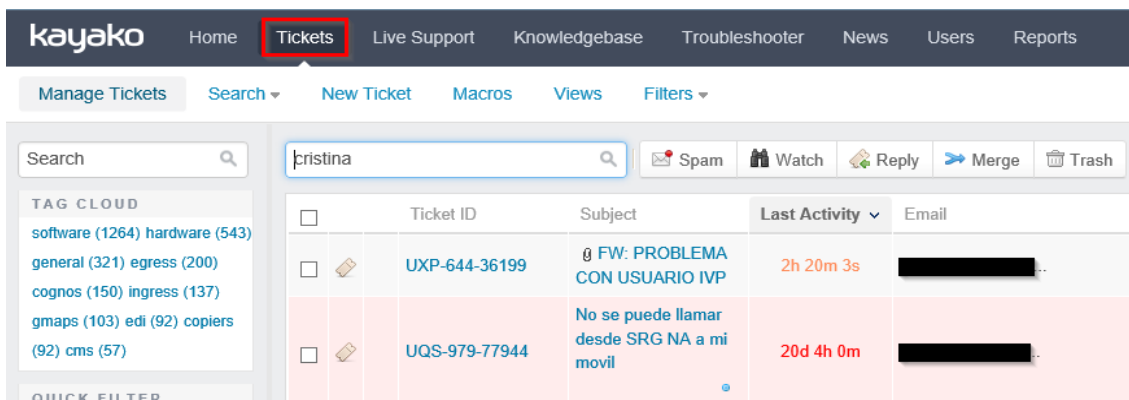 kayako Home Tickets Live Support Knowledgebase Troubleshooter News Users Reports
Manage Tickets Search New Ticket Macros Views Filters
Search
cristina
Spam Watch Reply Merge Trash
TAG CLOUD
software (1264) hardware (543)
general (321) egress (200)
cognos (150) ingress (137)
gmaps (103) edi (92) copiers
(92) cms (57)
QUICK FILTER
Ticket ID Subject Last Activity Email
UXP-644-36199
FW: PROBLEMA
CON USUARIO IVP
2h 20m 3s
...
UQS-979-77944
No se puede llamar
desde SRG NA a mi
movil
20d 4h 0m
..